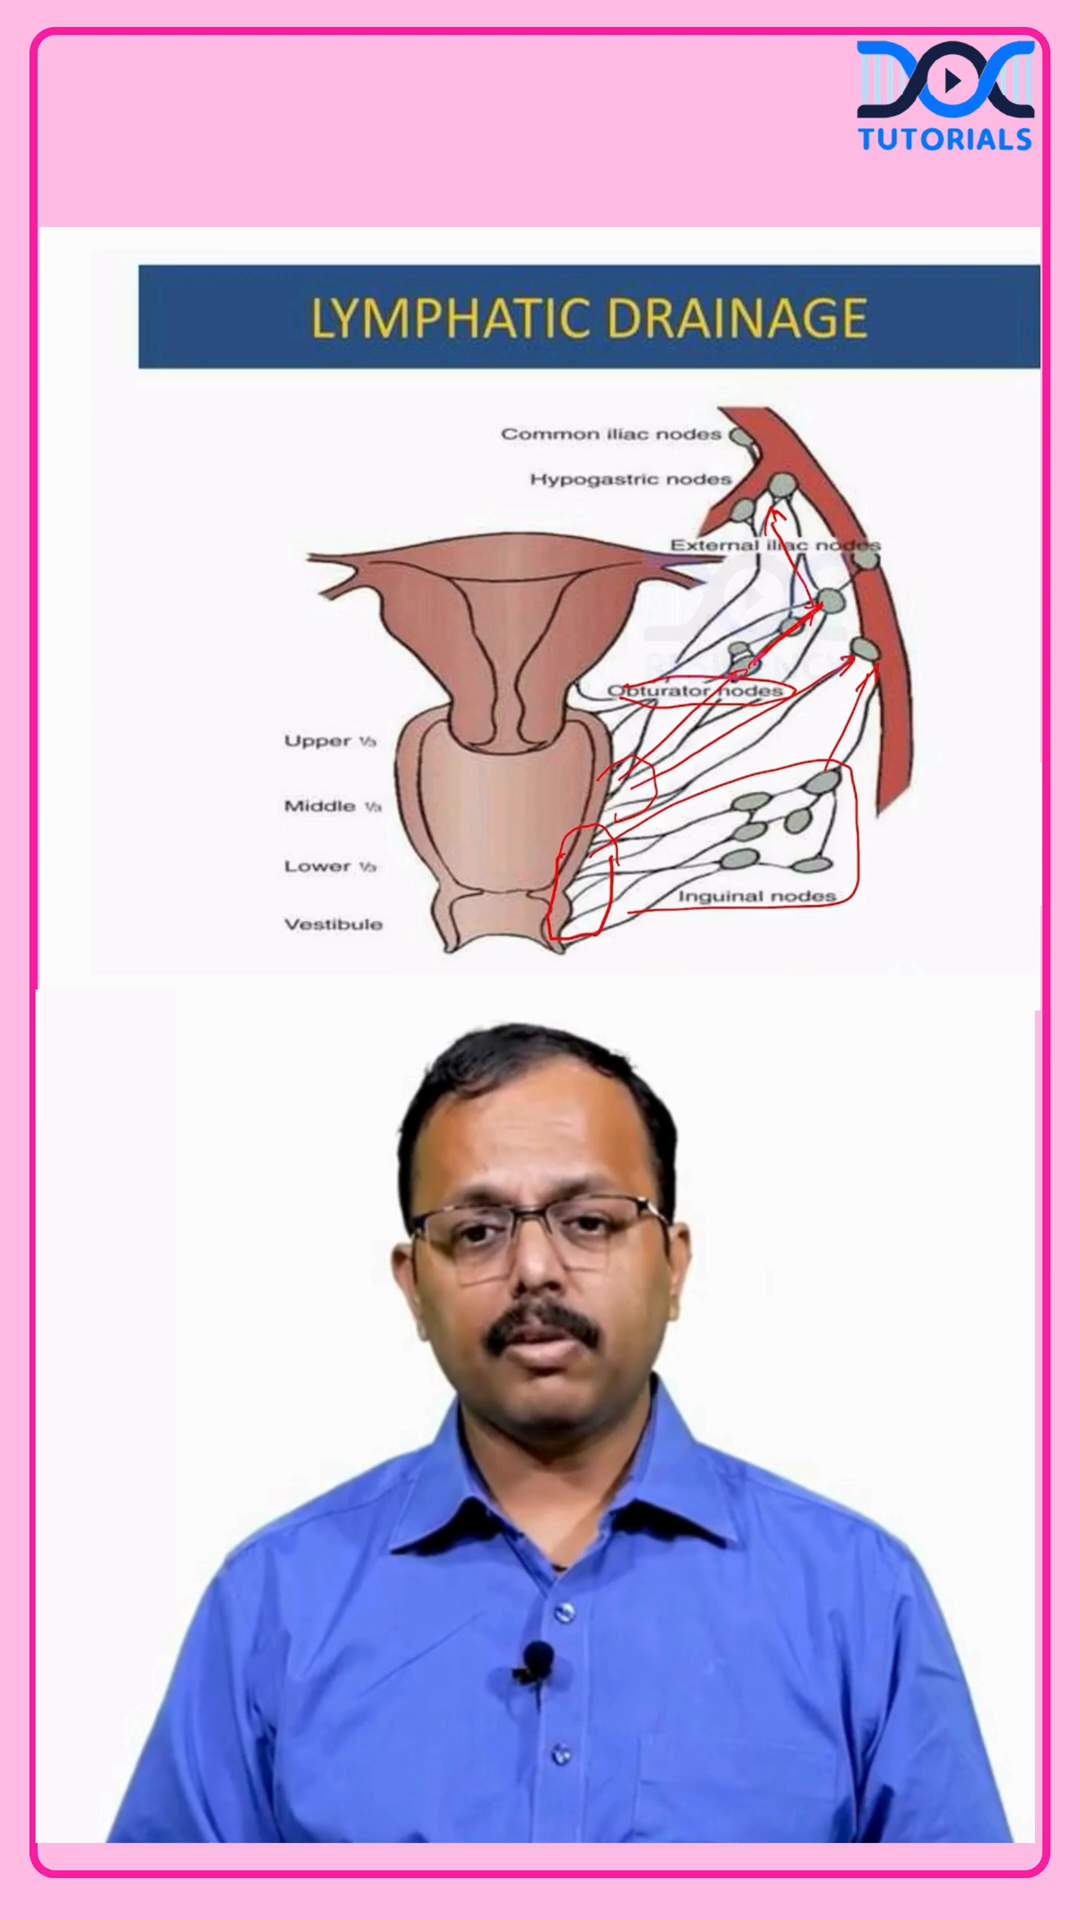 DOC
TUTORIALS
LYMPHATIC DRAINAGE
Common iliac nodes
Hypogastric nodes
External iliac nodes
Obturator nodes
Upper ⅓
Middle ⅓
Lower ⅓
Inguinal nodes
Vestibule